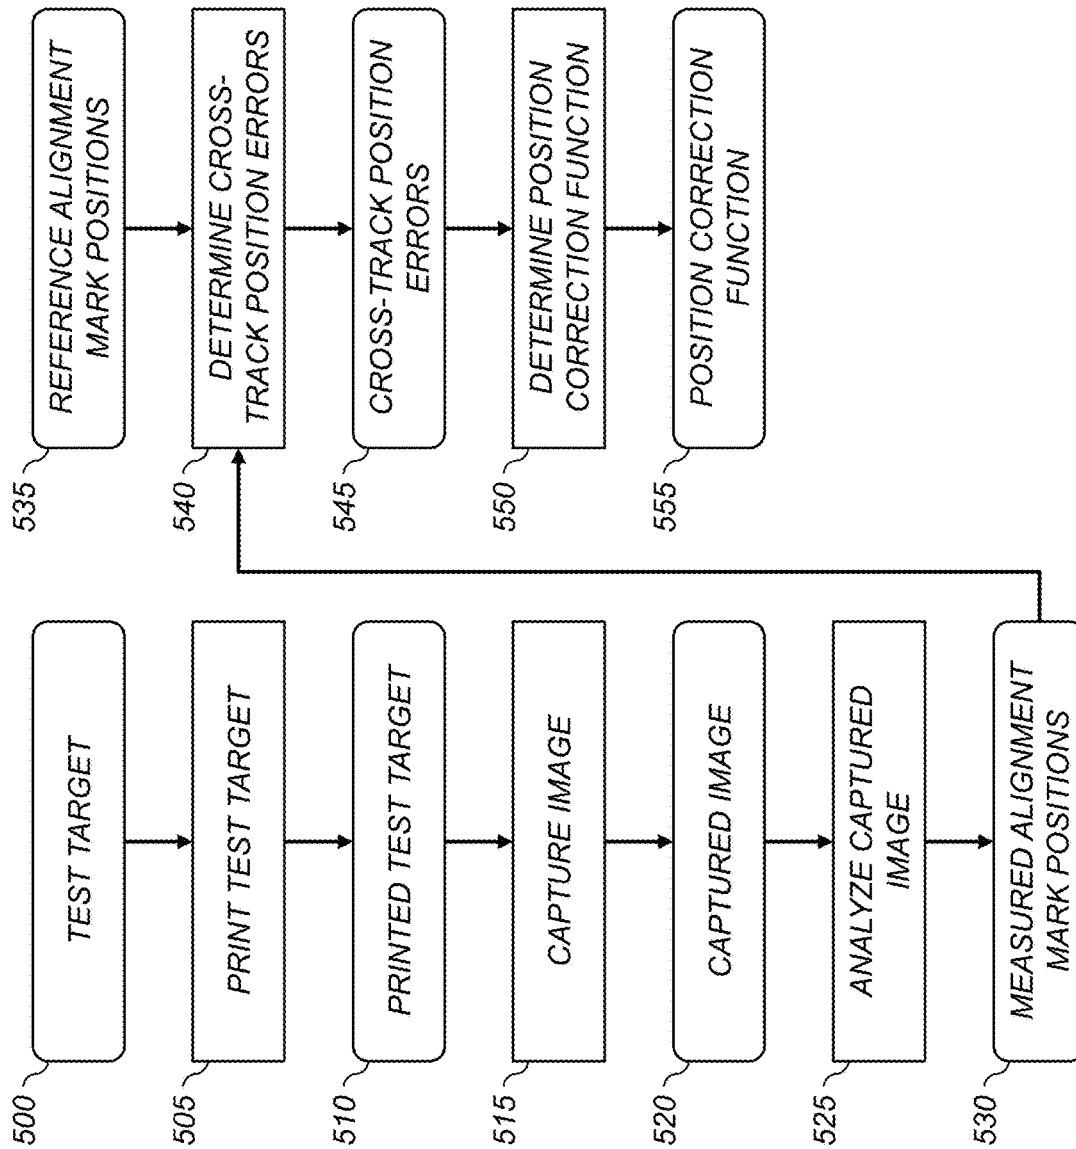 500
TEST TARGET
505
PRINT TEST TARGET
510
PRINTED TEST TARGET
515
CAPTURE IMAGE
520
CAPTURED IMAGE
525
ANALYZE CAPTURED
IMAGE
530
MEASURED ALIGNMENT
MARK POSITIONS
535
REFERENCE ALIGNMENT
MARK POSITIONS
540
DETERMINE CROSS-
TRACK POSITION ERRORS
545
CROSS-TRACK POSITION
ERRORS
550
DETERMINE POSITION
CORRECTION FUNCTION
555
POSITION CORRECTION
FUNCTION